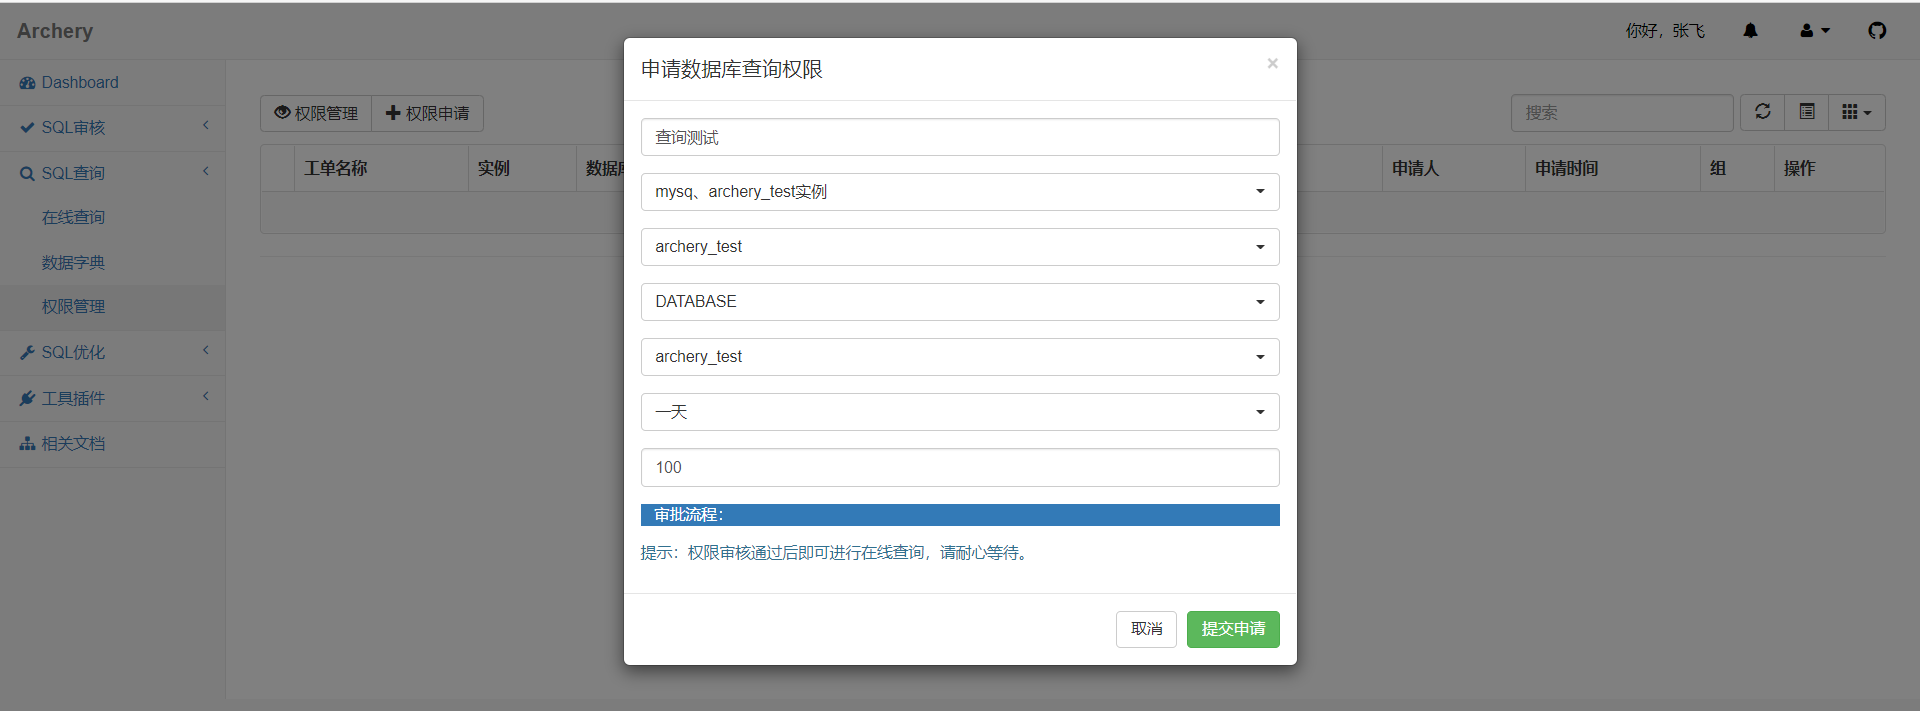 Archery
你好，张飞
Dashboard
SQL审核
SQL查询
在线查询
数据字典
权限管理
SQL优化
工具插件
相关文档
权限管理
权限申请
搜索
工单名称
实例
数据库
申请人
申请时间
组
操作
申请数据库查询权限
×
查询测试
mysq、archery_test实例
archery_test
DATABASE
archery_test
一天
100
审批流程：
提示：权限审核通过后即可进行在线查询，请耐心等待。
取消
提交申请